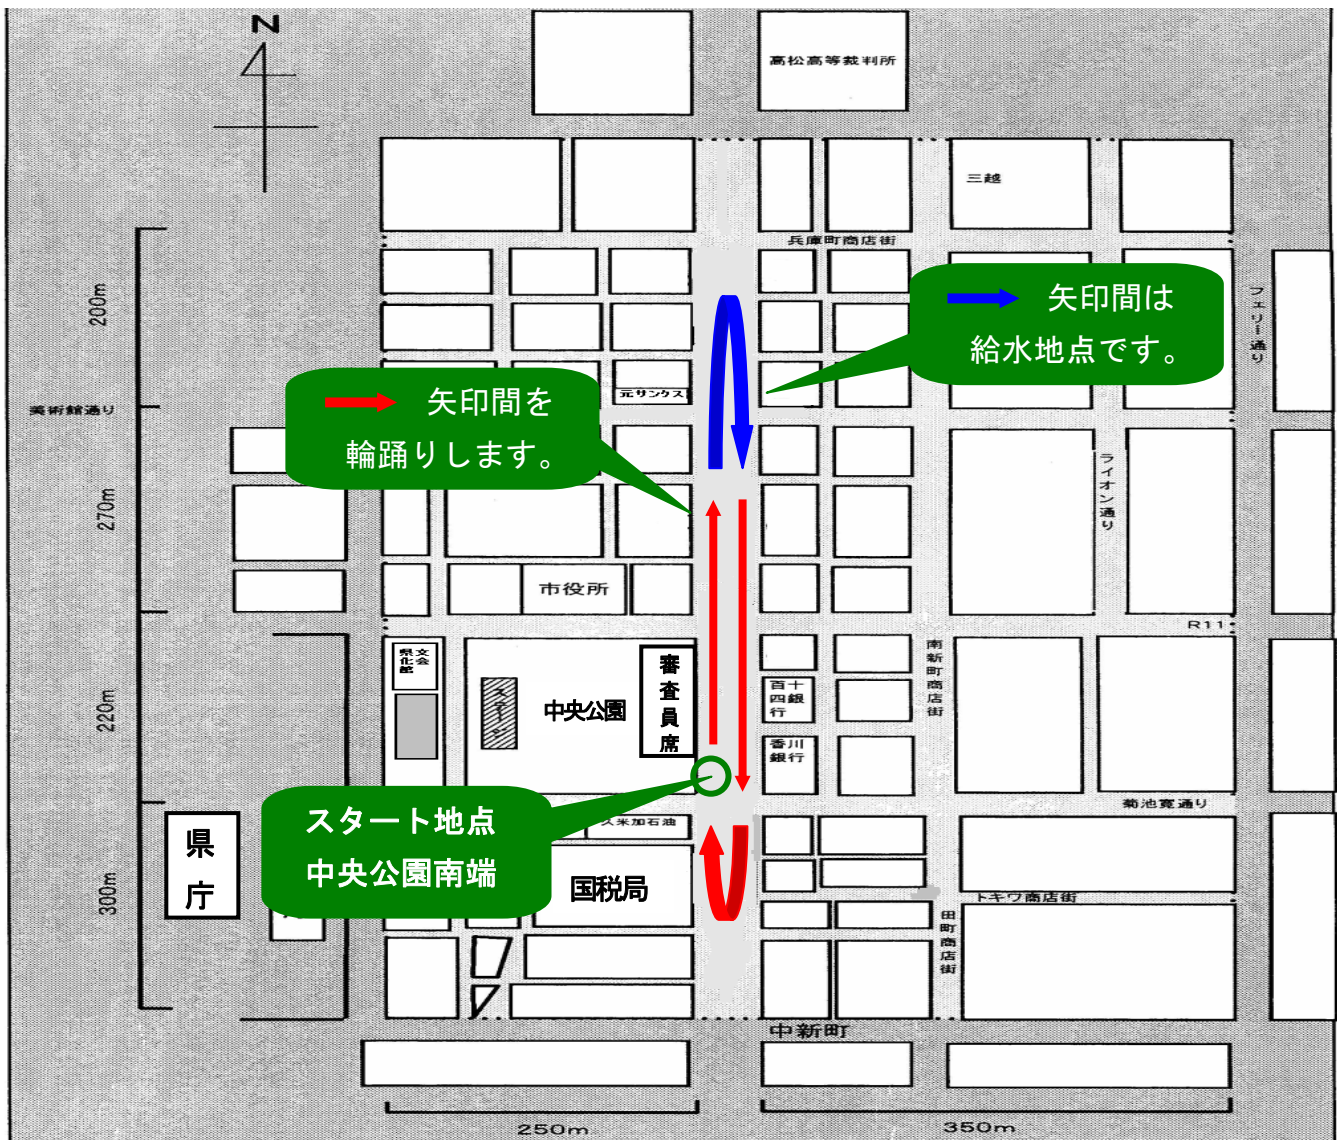 N
高松高等裁判所
三越
兵庫町商店街
矢印間は
給水地点です。
フェリー通り
200m
元サンクス
美術館通り
矢印間を
輪踊りします。
ライオン通り
270m
市役所
R11
県文化会館
南新町商店街
審査員席
ステージ
中央公園
百十四銀行
220m
香川銀行
菊池寛通り
スタート地点
中央公園南端
久米加石油
県庁
国税局
300m
トキワ商店街
田町商店街
中新町
250m
350m